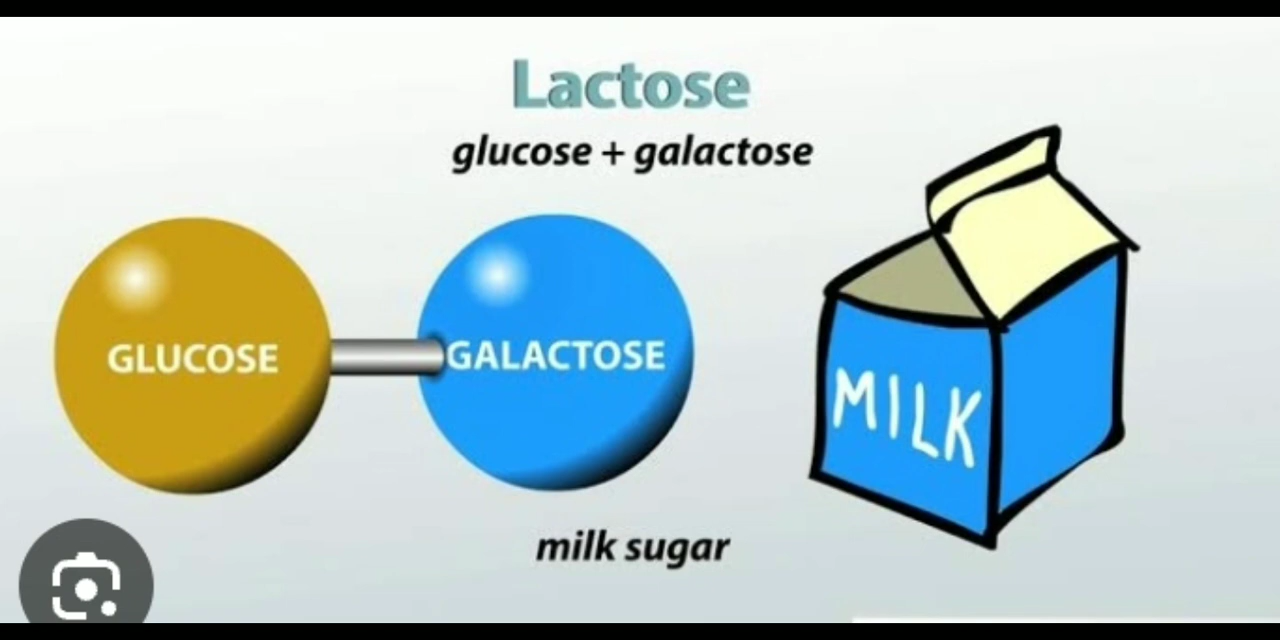 Lactose
glucose + galactose
GLUCOSE
GALACTOSE
MILK
milk sugar